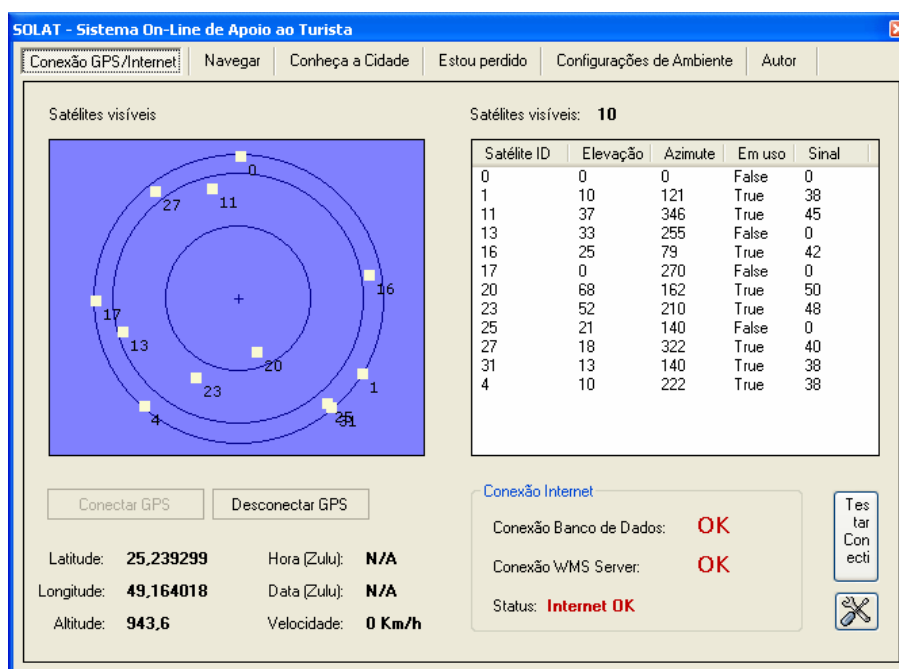 SOLAT - Sistema On-Line de Apoio ao Turista
Conexão GPS/Internet Navegar Conheça a Cidade Estou perdido Configurações de Ambiente Autor
Satélites visíveis
0
27
11
16
17
13
20
23
1
4
25
31
Satélites visíveis: 10
Satélite ID Elevação Azimute Em uso Sinal
0 0 0 False 0
1 10 121 True 38
11 37 346 True 45
13 33 255 False 0
16 25 79 True 42
17 0 270 False 0
20 68 162 True 50
23 52 210 True 48
25 21 140 False 0
27 18 322 True 40
31 13 140 True 38
4 10 222 True 38
Conectar GPS Desconectar GPS
Latitude: 25,239299 Hora (Zulu): N/A
Longitude: 49,164018 Data (Zulu): N/A
Altitude: 943,6 Velocidade: 0 Km/h
Conexão Internet
Conexão Banco de Dados: OK
Conexão WMS Server: OK
Status: Internet OK
Tes
tar
Con
ecti